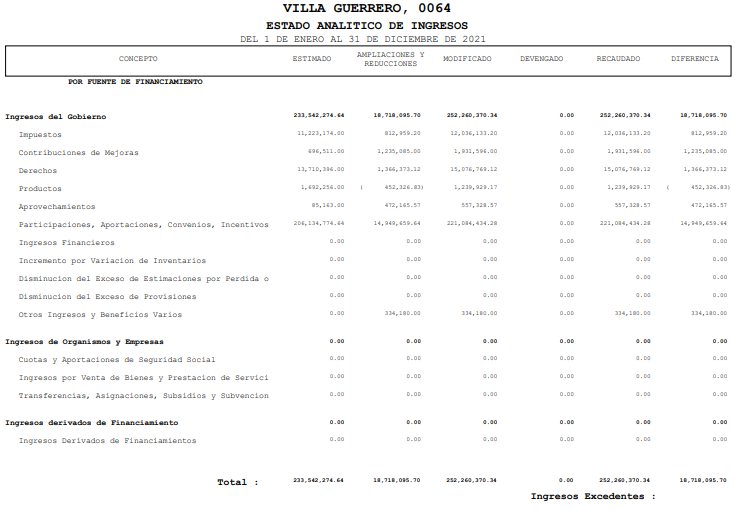 VILLA GUERRERO, 0064
ESTADO ANALITICO DE INGRESOS
DEL 1 DE ENERO AL 31 DE DICIEMBRE DE 2021
CONCEPTO ESTIMADO AMPLIACIONES Y REDUCCIONES MODIFICADO DEVENGADO RECAUDADO DIFERENCIA
POR FUENTE DE FINANCIAMIENTO
Ingresos del Gobierno 233,542,274.64 18,718,095.70 252,260,370.34 0.00 252,260,370.34 18,718,095.70
Impuestos 11,223,174.00 812,959.20 12,036,133.20 0.00 12,036,133.20 812,959.20
Contribuciones de Mejoras 696,511.00 1,235,085.00 1,931,596.00 0.00 1,931,596.00 1,235,085.00
Derechos 13,710,396.00 1,366,373.12 15,076,769.12 0.00 15,076,769.12 1,366,373.12
Productos 1,692,256.00 ( 452,326.83) 1,239,929.17 0.00 1,239,929.17 ( 452,326.83)
Aprovechamientos 85,163.00 472,165.57 557,328.57 0.00 557,328.57 472,165.57
Participaciones, Aportaciones, Convenios, Incentivos 206,134,774.64 14,949,659.64 221,084,434.28 0.00 221,084,434.28 14,949,659.64
Ingresos Financieros 0.00 0.00 0.00 0.00 0.00 0.00
Incremento por Variacion de Inventarios 0.00 0.00 0.00 0.00 0.00 0.00
Disminucion del Exceso de Estimaciones por Perdida o 0.00 0.00 0.00 0.00 0.00 0.00
Disminucion del Exceso de Provisiones 0.00 0.00 0.00 0.00 0.00 0.00
Otros Ingresos y Beneficios Varios 0.00 334,180.00 334,180.00 0.00 334,180.00 334,180.00
Ingresos de Organismos y Empresas 0.00 0.00 0.00 0.00 0.00 0.00
Cuotas y Aportaciones de Seguridad Social 0.00 0.00 0.00 0.00 0.00 0.00
Ingresos por Venta de Bienes y Prestacion de Servici 0.00 0.00 0.00 0.00 0.00 0.00
Transferencias, Asignaciones, Subsidios y Subvencion 0.00 0.00 0.00 0.00 0.00 0.00
Ingresos derivados de Financiamiento 0.00 0.00 0.00 0.00 0.00 0.00
Ingresos Derivados de Financiamientos 0.00 0.00 0.00 0.00 0.00 0.00
Total : 233,542,274.64 18,718,095.70 252,260,370.34 0.00 252,260,370.34 18,718,095.70
Ingresos Excedentes :